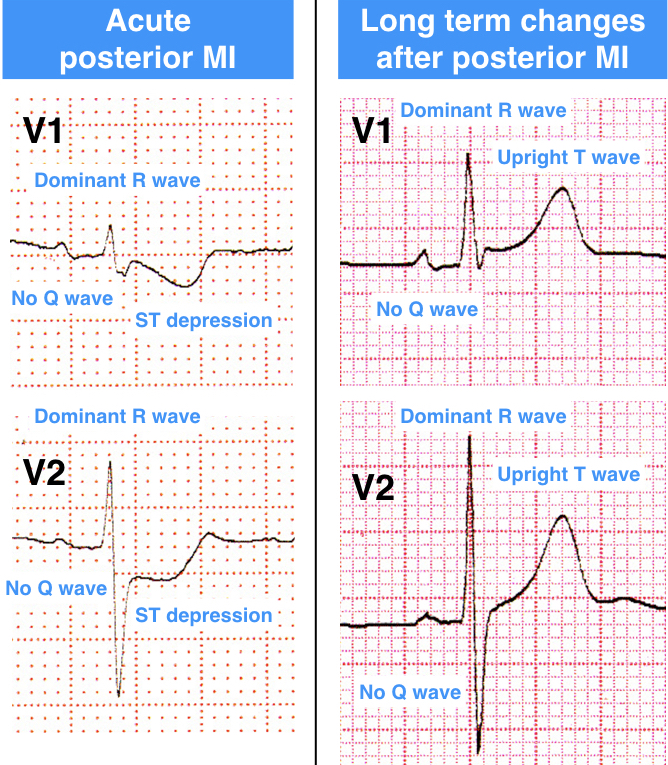 Acute
posterior MI
V1
Dominant R wave
No Q wave
ST depression
Dominant R wave
V2
No Q wave
ST depression
Long term changes
after posterior MI
Dominant R wave
V1
Upright T wave
No Q wave
Dominant R wave
Upright T wave
V2
No Q wave